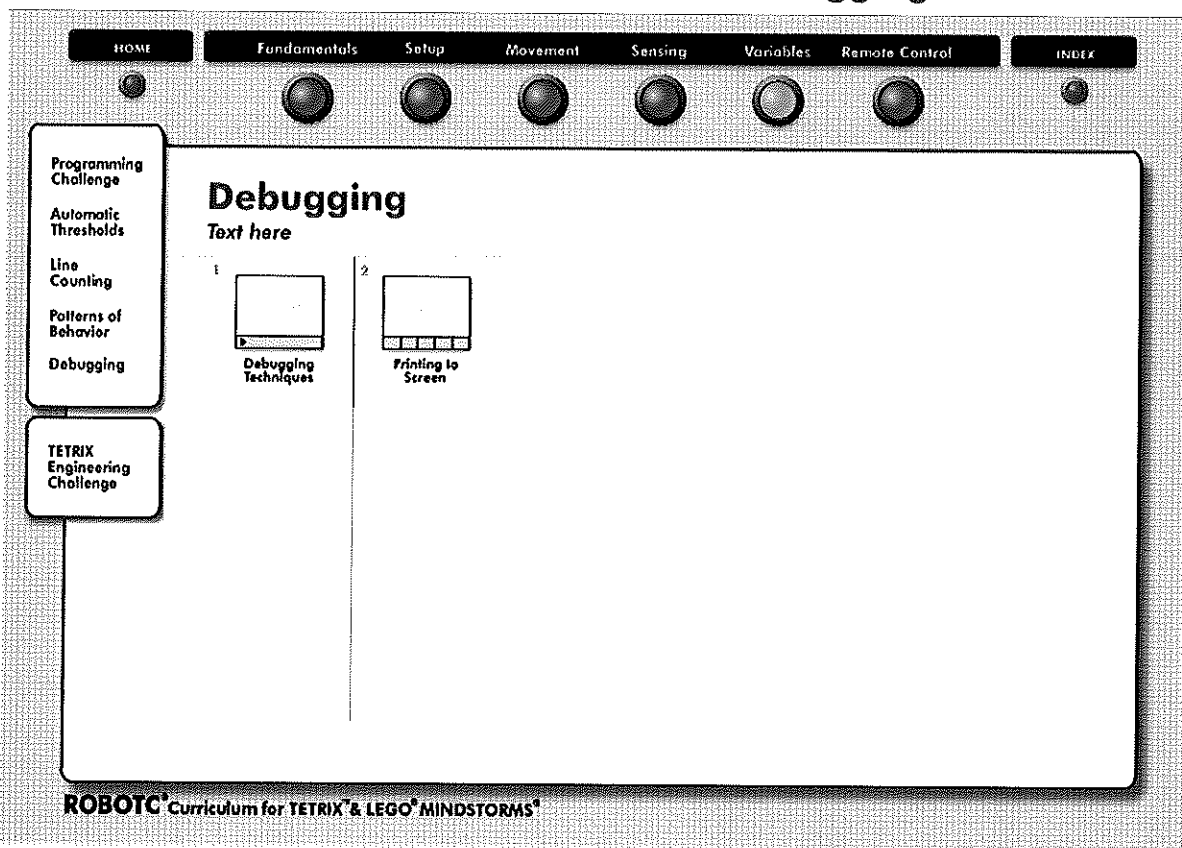 HOME
Fundamentals Setup Movement Sensing Variables Remote Control
INDEX
Programming
Challenge
Automatic
Thresholds
Line
Counting
Patterns of
Behavior
Debugging
TETRIX
Engineering
Challenge
Debugging
Text here
1
Debugging
Techniques
2
Printing to
Screen
ROBOTC® Curriculum for TETRIX™ & LEGO® MINDSTORMS®